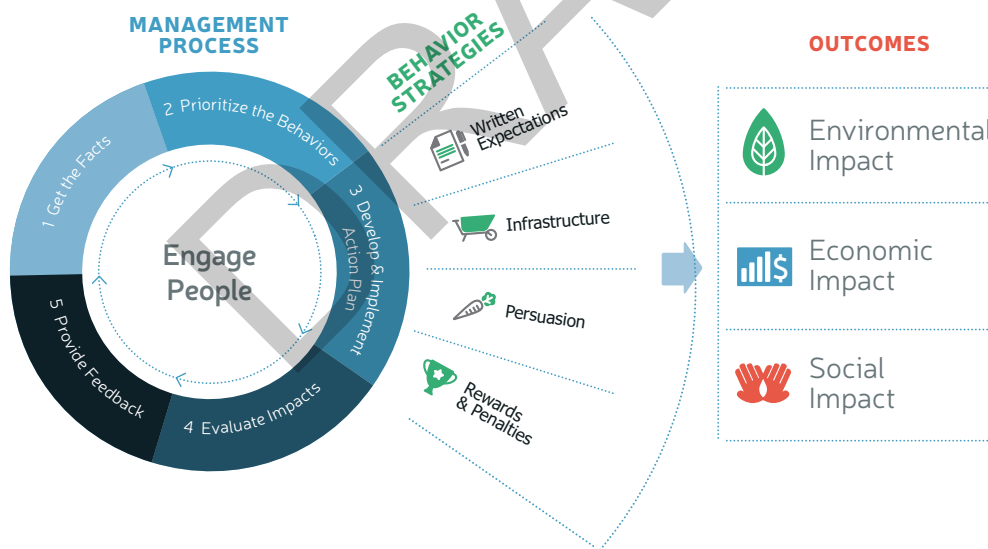 MANAGEMENT
PROCESS
1 Get the Facts
2 Prioritize the Behaviors
3 Develop & Implement
Action Plan
4 Evaluate Impacts
5 Provide Feedback
Engage
People
BEHAVIOR
STRATEGIES
Written
Expectations
Infrastructure
Persuasion
Rewards
& Penalties
OUTCOMES
Environmental
Impact
$
Economic
Impact
Social
Impact